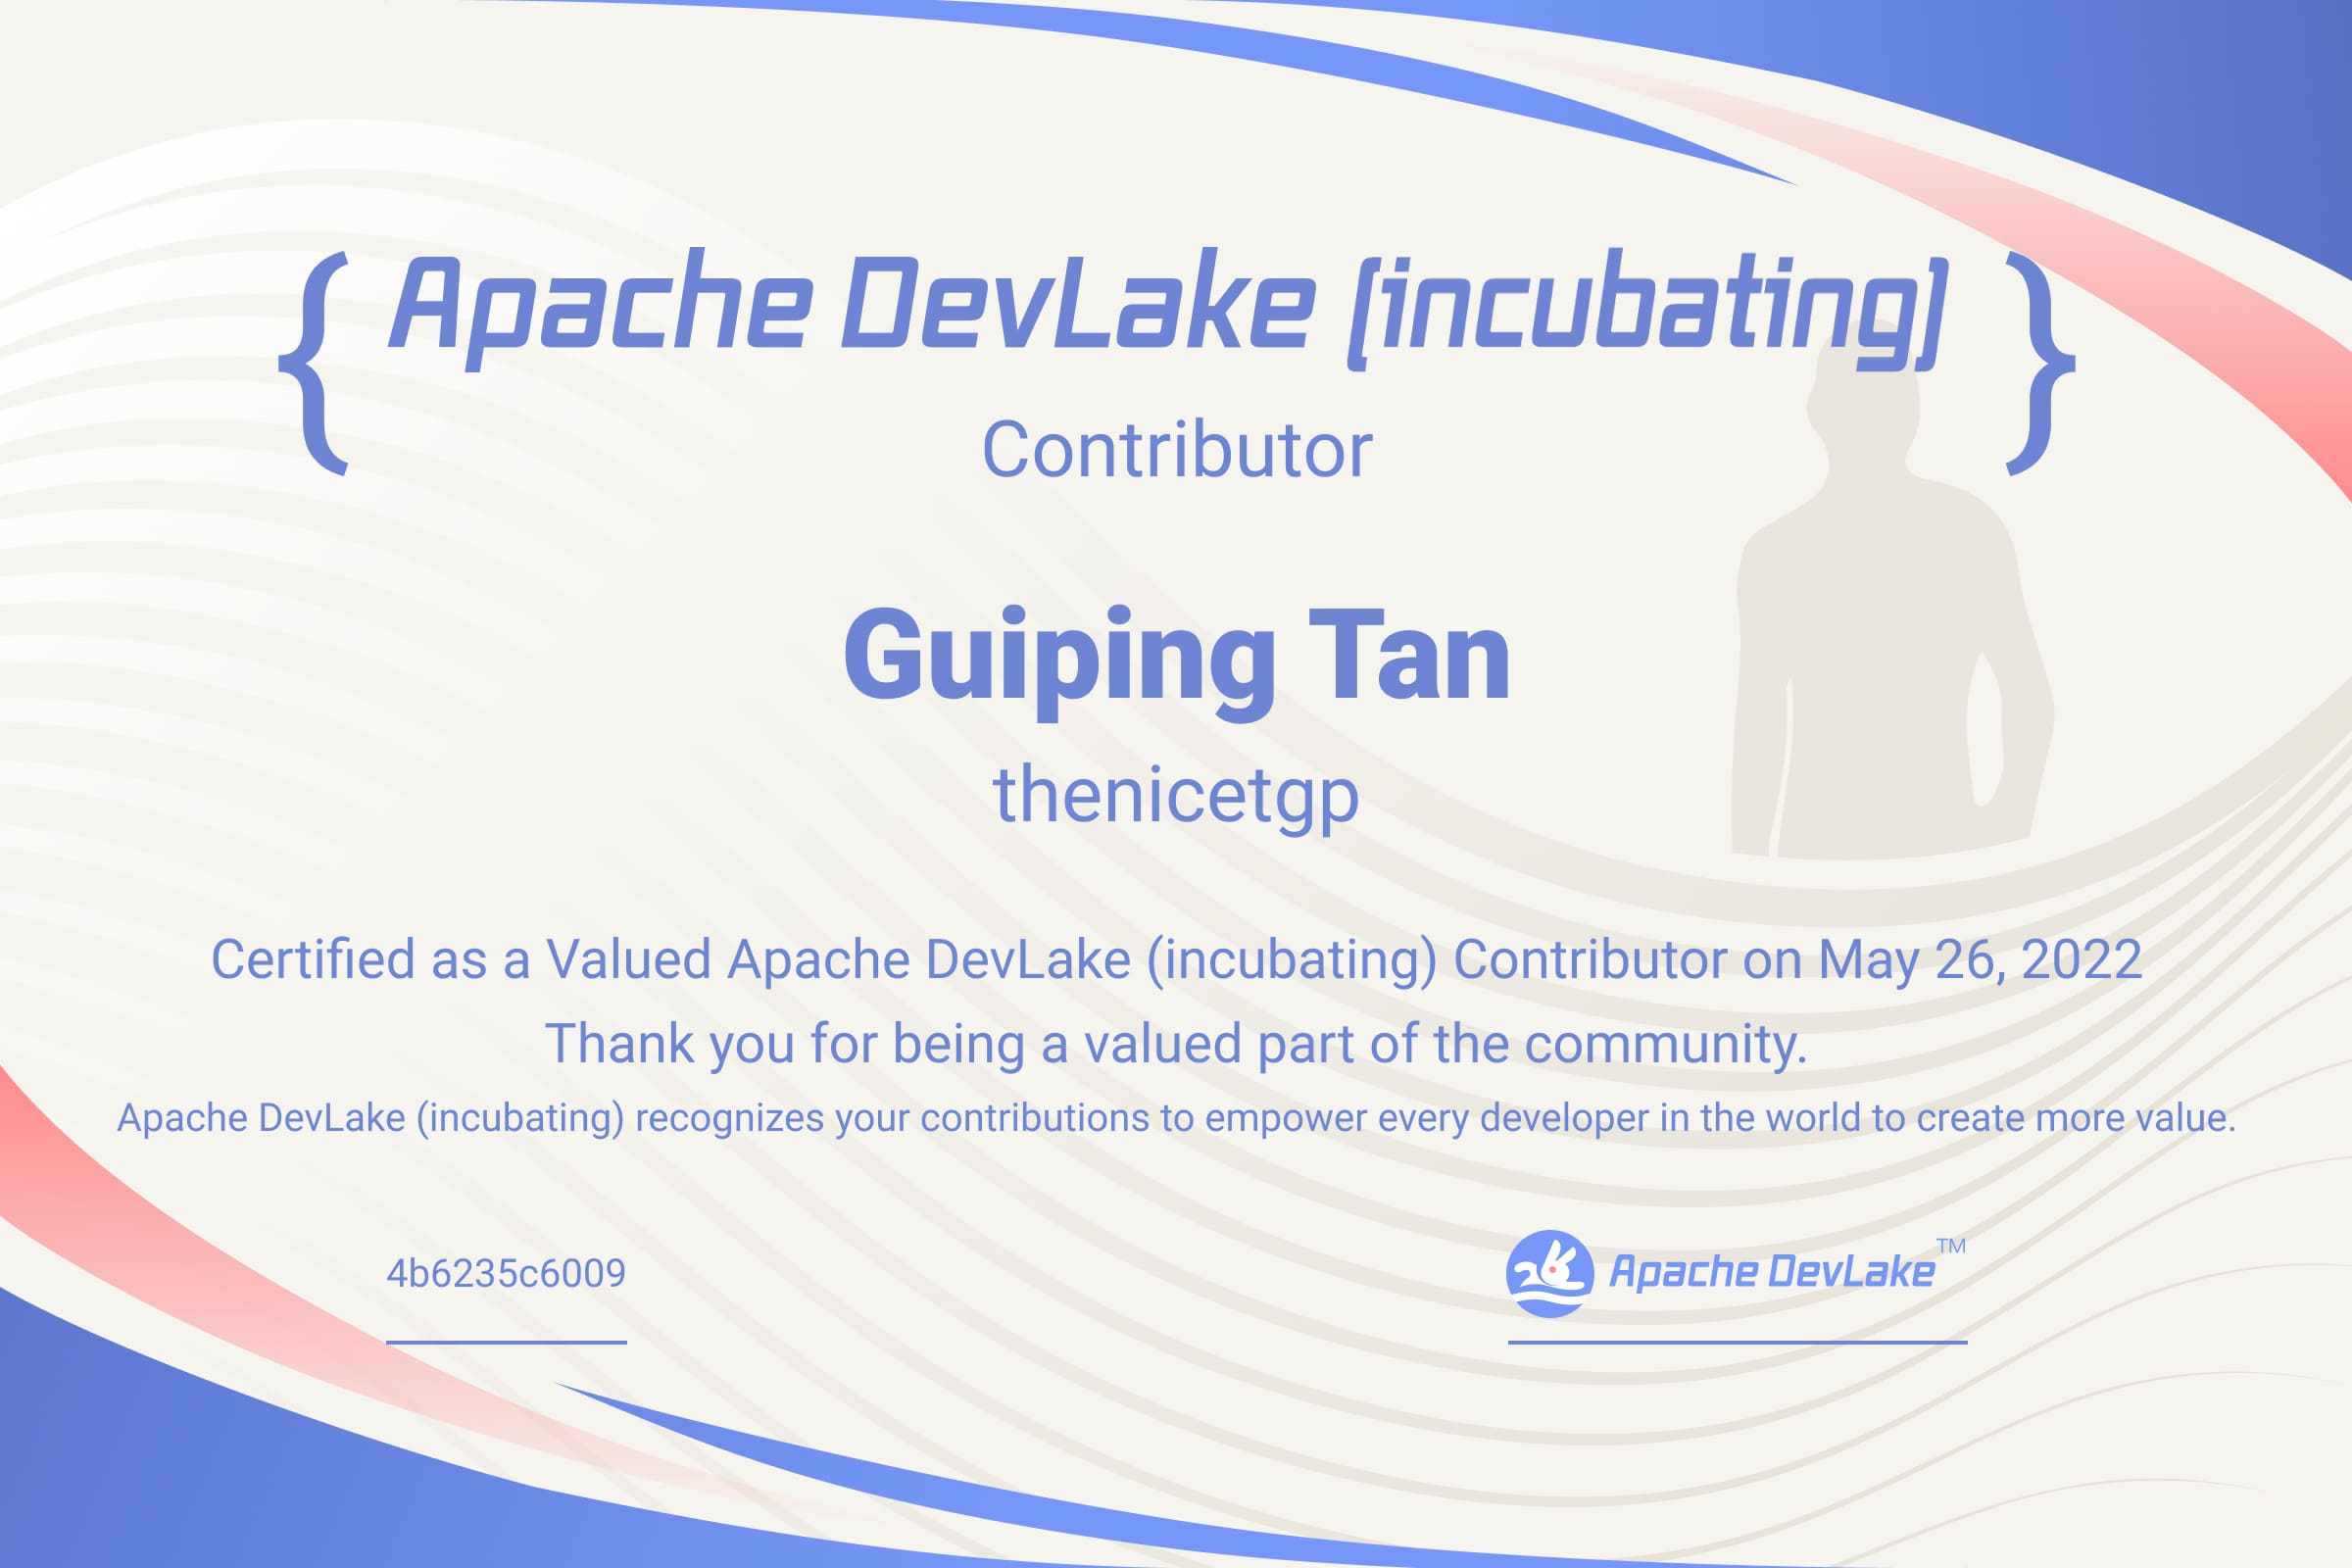 { Apache DevLake (incubating) }
Contributor
Guiping Tan
thenicetgp
Certified as a Valued Apache DevLake (incubating) Contributor on May 26, 2022
Thank you for being a valued part of the community.
Apache DevLake (incubating) recognizes your contributions to empower every developer in the world to create more value.
4b6235c6009
Apache DevLake™